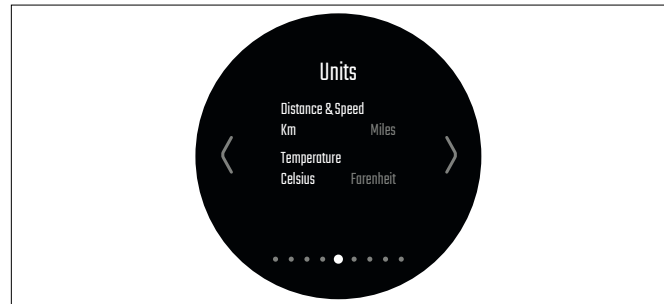 Units
Distance & Speed
Km Miles
Temperature
Celsius Farenheit